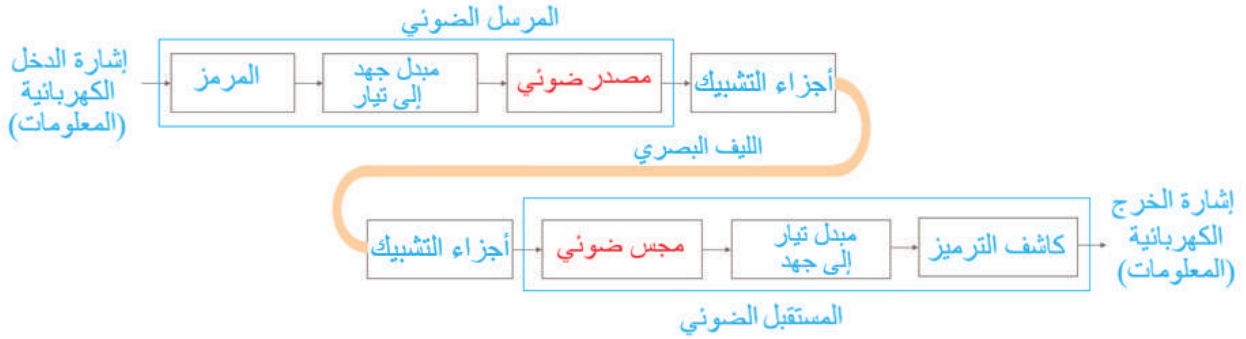 المرسل الضوئي
إشارة الدخل
الكهربائية
(المعلومات)
المرمز
مبدل جهد
إلى تيار
مصدر ضوئي
أجزاء التشبيك
الليف البصري
أجزاء التشبيك
مجس ضوئي
مبدل تيار
إلى جهد
كاشف الترميز
إشارة الخرج
الكهربائية
(المعلومات)
المستقبل الضوئي